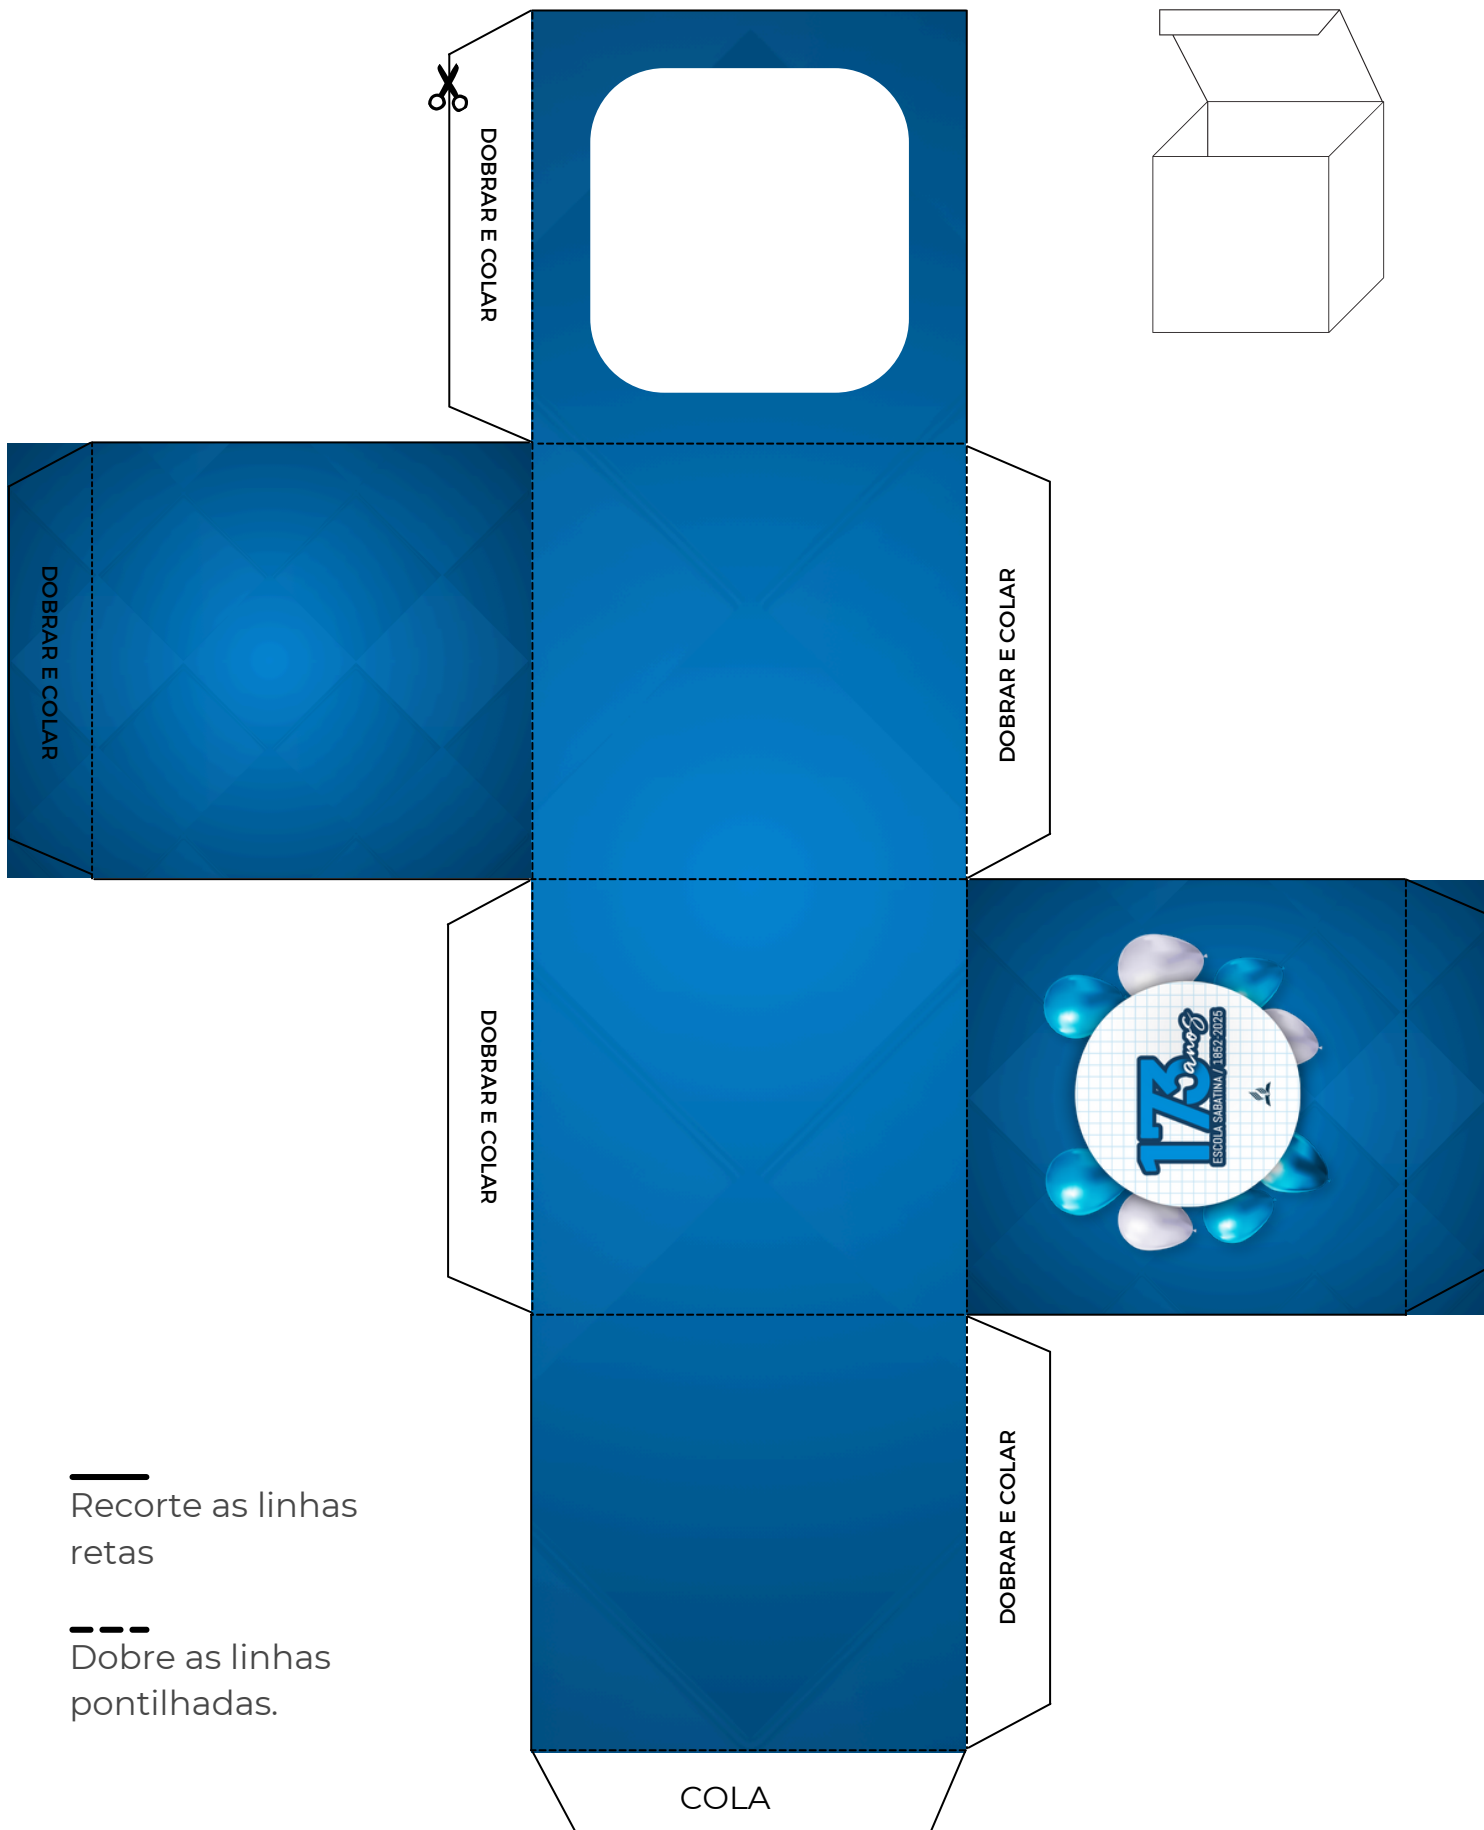 DOBRAR E COLAR
DOBRAR E COLAR
DOBRAR E COLAR
DOBRAR E COLAR
173
anos
ESCOLA SABATINA / 1852-2025
DOBRAR E COLAR
Recorte as linhas
retas
Dobre as linhas
pontilhadas.
COLA